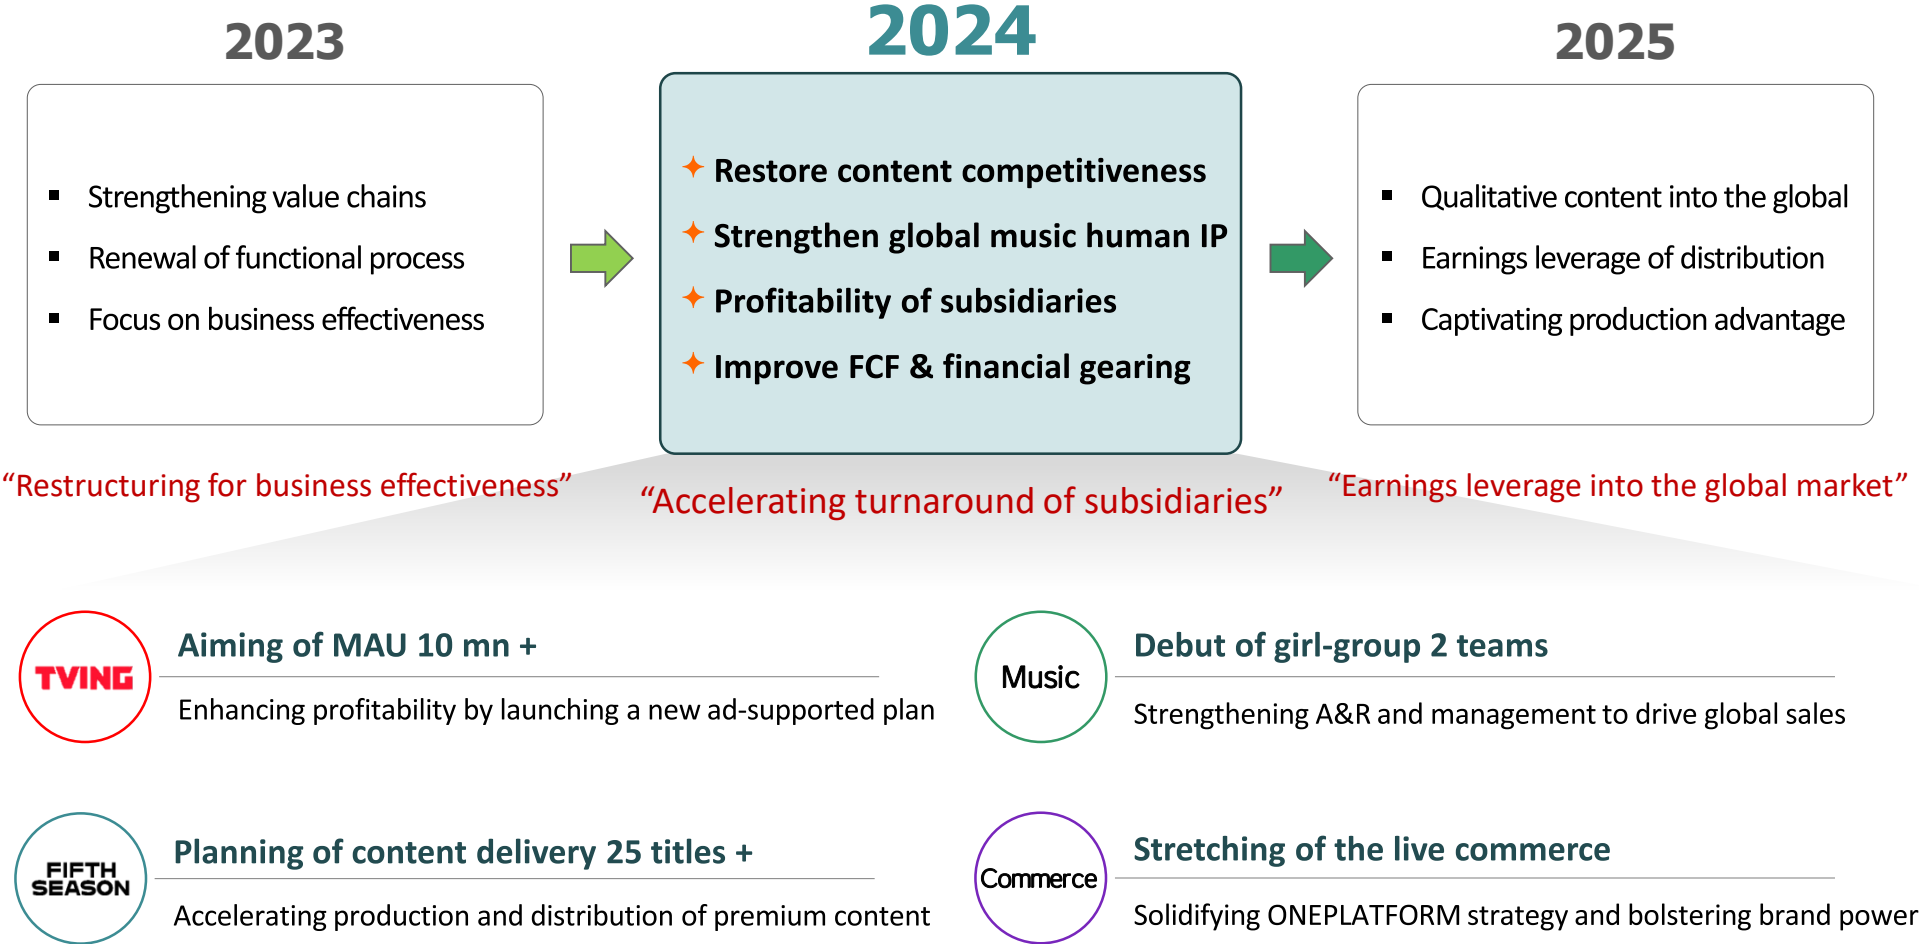 2023
2024
2025
Strengthening value chains
Renewal of functional process
Focus on business effectiveness
Restore content competitiveness
Strengthen global music human IP
Profitability of subsidiaries
Improve FCF & financial gearing
Qualitative content into the global
Earnings leverage of distribution
Captivating production advantage
“Restructuring for business effectiveness”
“Accelerating turnaround of subsidiaries”
“Earnings leverage into the global market”
TVING
Aiming of MAU 10 mn +
Enhancing profitability by launching a new ad-supported plan
Music
Debut of girl-group 2 teams
Strengthening A&R and management to drive global sales
FIFTH
SEASON
Planning of content delivery 25 titles +
Accelerating production and distribution of premium content
Commerce
Stretching of the live commerce
Solidifying ONEPLATFORM strategy and bolstering brand power